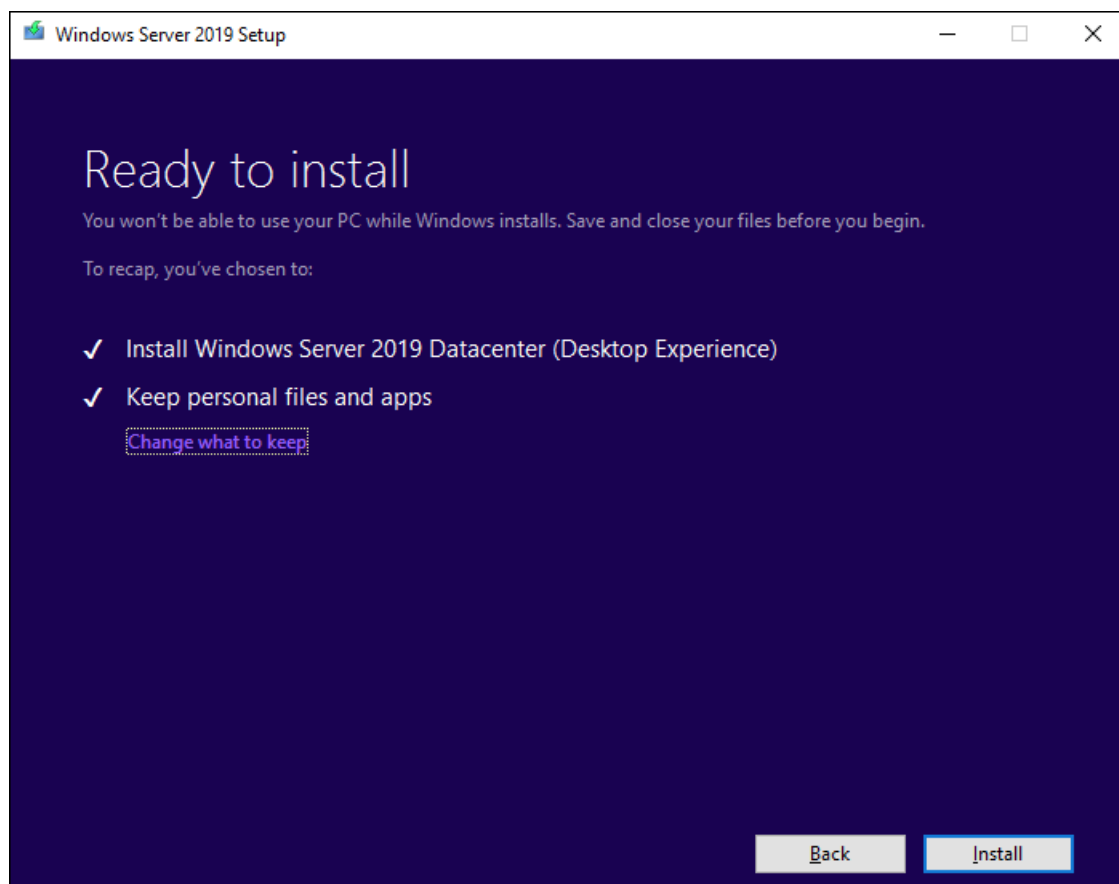 Windows Server 2019 Setup
Ready to install
You won't be able to use your PC while Windows installs. Save and close your files before you begin.
To recap, you've chosen to:
Install Windows Server 2019 Datacenter (Desktop Experience)
Keep personal files and apps
Change what to keep
Back Install